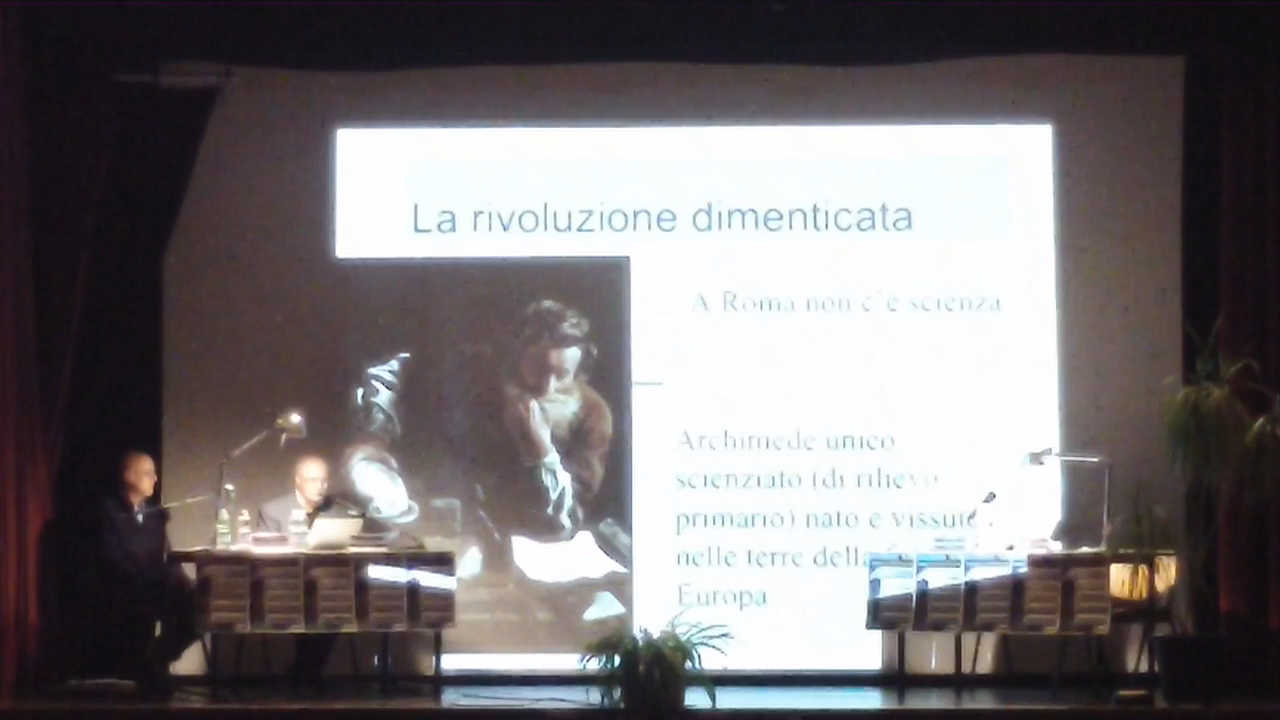 La rivoluzione dimenticata
A Roma non c'è scienza
Archimede unico
scienziato (di rilievo
primario) nato e vissuto
nelle terre della
Europa